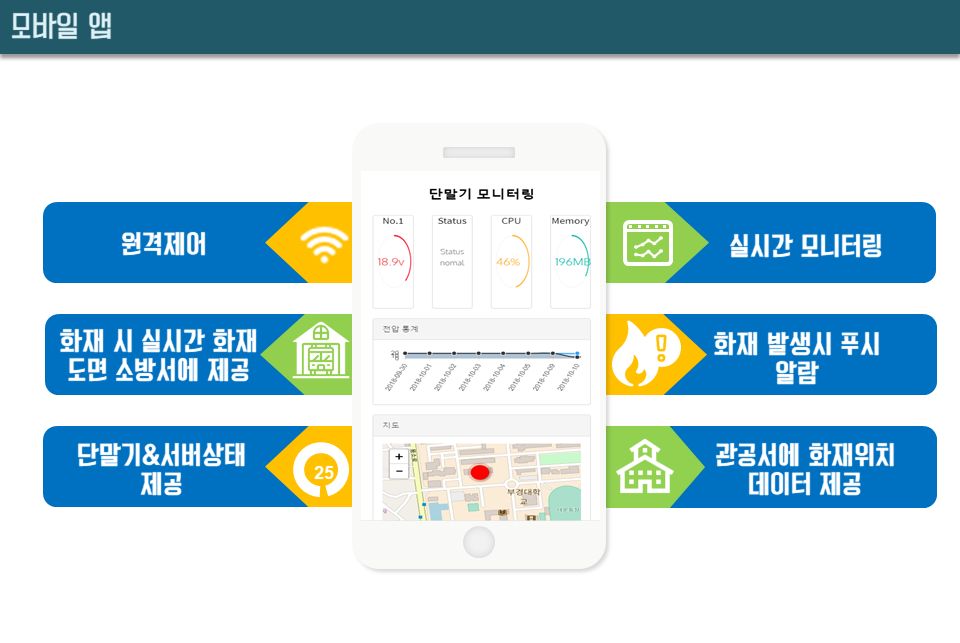 모바일 앱
원격제어
화재 시 실시간 화재
도면 소방서에 제공
단말기&서버상태
제공
25
단말기 모니터링
No.1
Status
CPU
Memory
18.9v
Status
nomal
46%
196MB
전압 통계
2018-09-30
2018-10-01
2018-10-02
2018-10-03
2018-10-04
2018-10-05
2018-10-09
2018-10-10
지도
+
−
부경대학
교
실시간 모니터링
화재 발생시 푸시
알람
관공서에 화재위치
데이터 제공